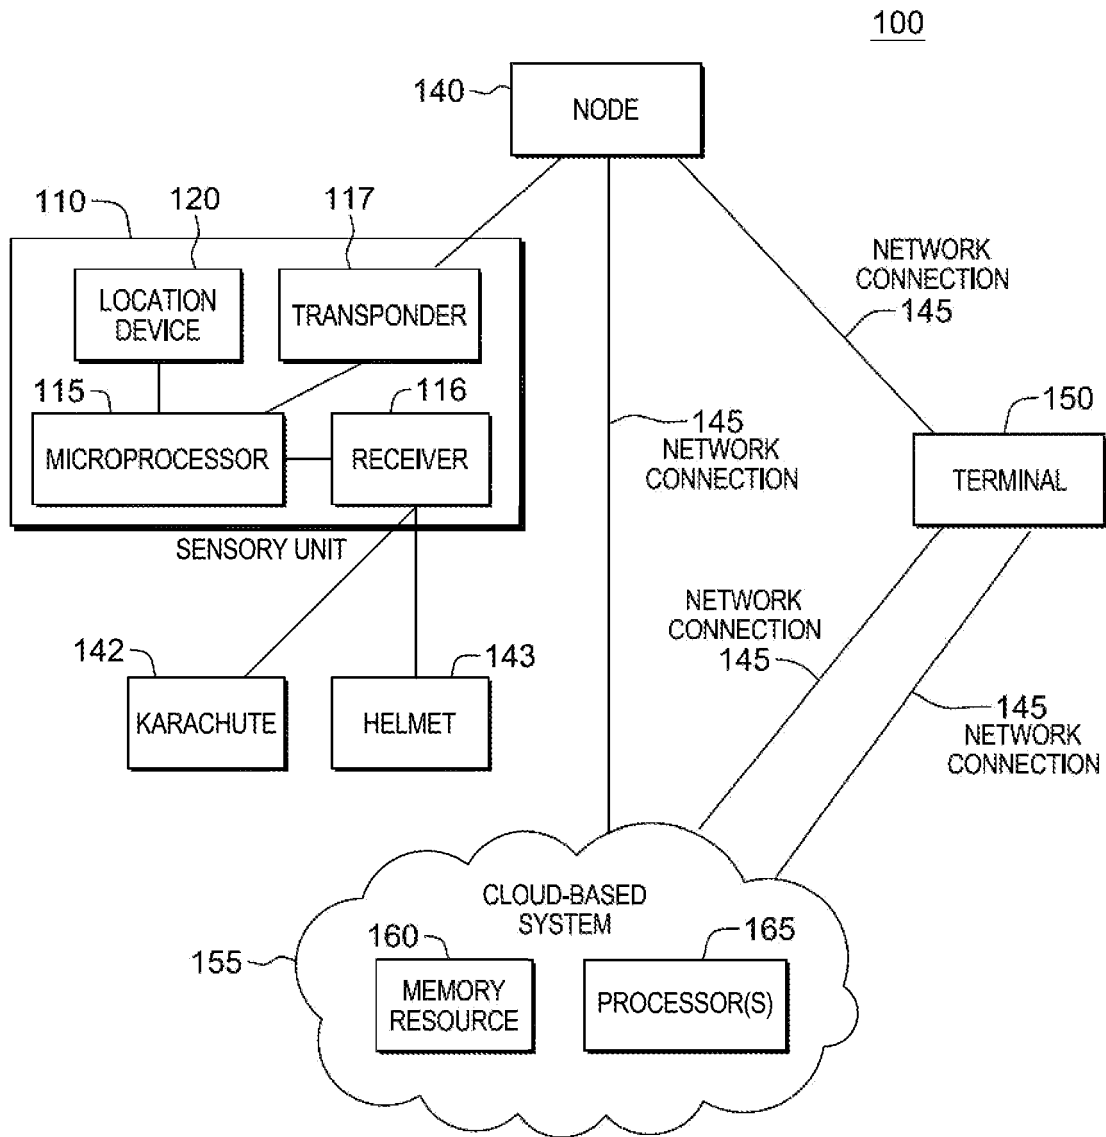 100
140
NODE
110
120
117
LOCATION
DEVICE
TRANSPONDER
NETWORK
CONNECTION
145
115
116
MICROPROCESSOR
RECEIVER
145
NETWORK
CONNECTION
150
TERMINAL
SENSORY UNIT
NETWORK
CONNECTION
145
142
143
KARACHUTE
HELMET
145
NETWORK
CONNECTION
CLOUD-BASED
SYSTEM
155
160
165
MEMORY
RESOURCE
PROCESSOR(S)